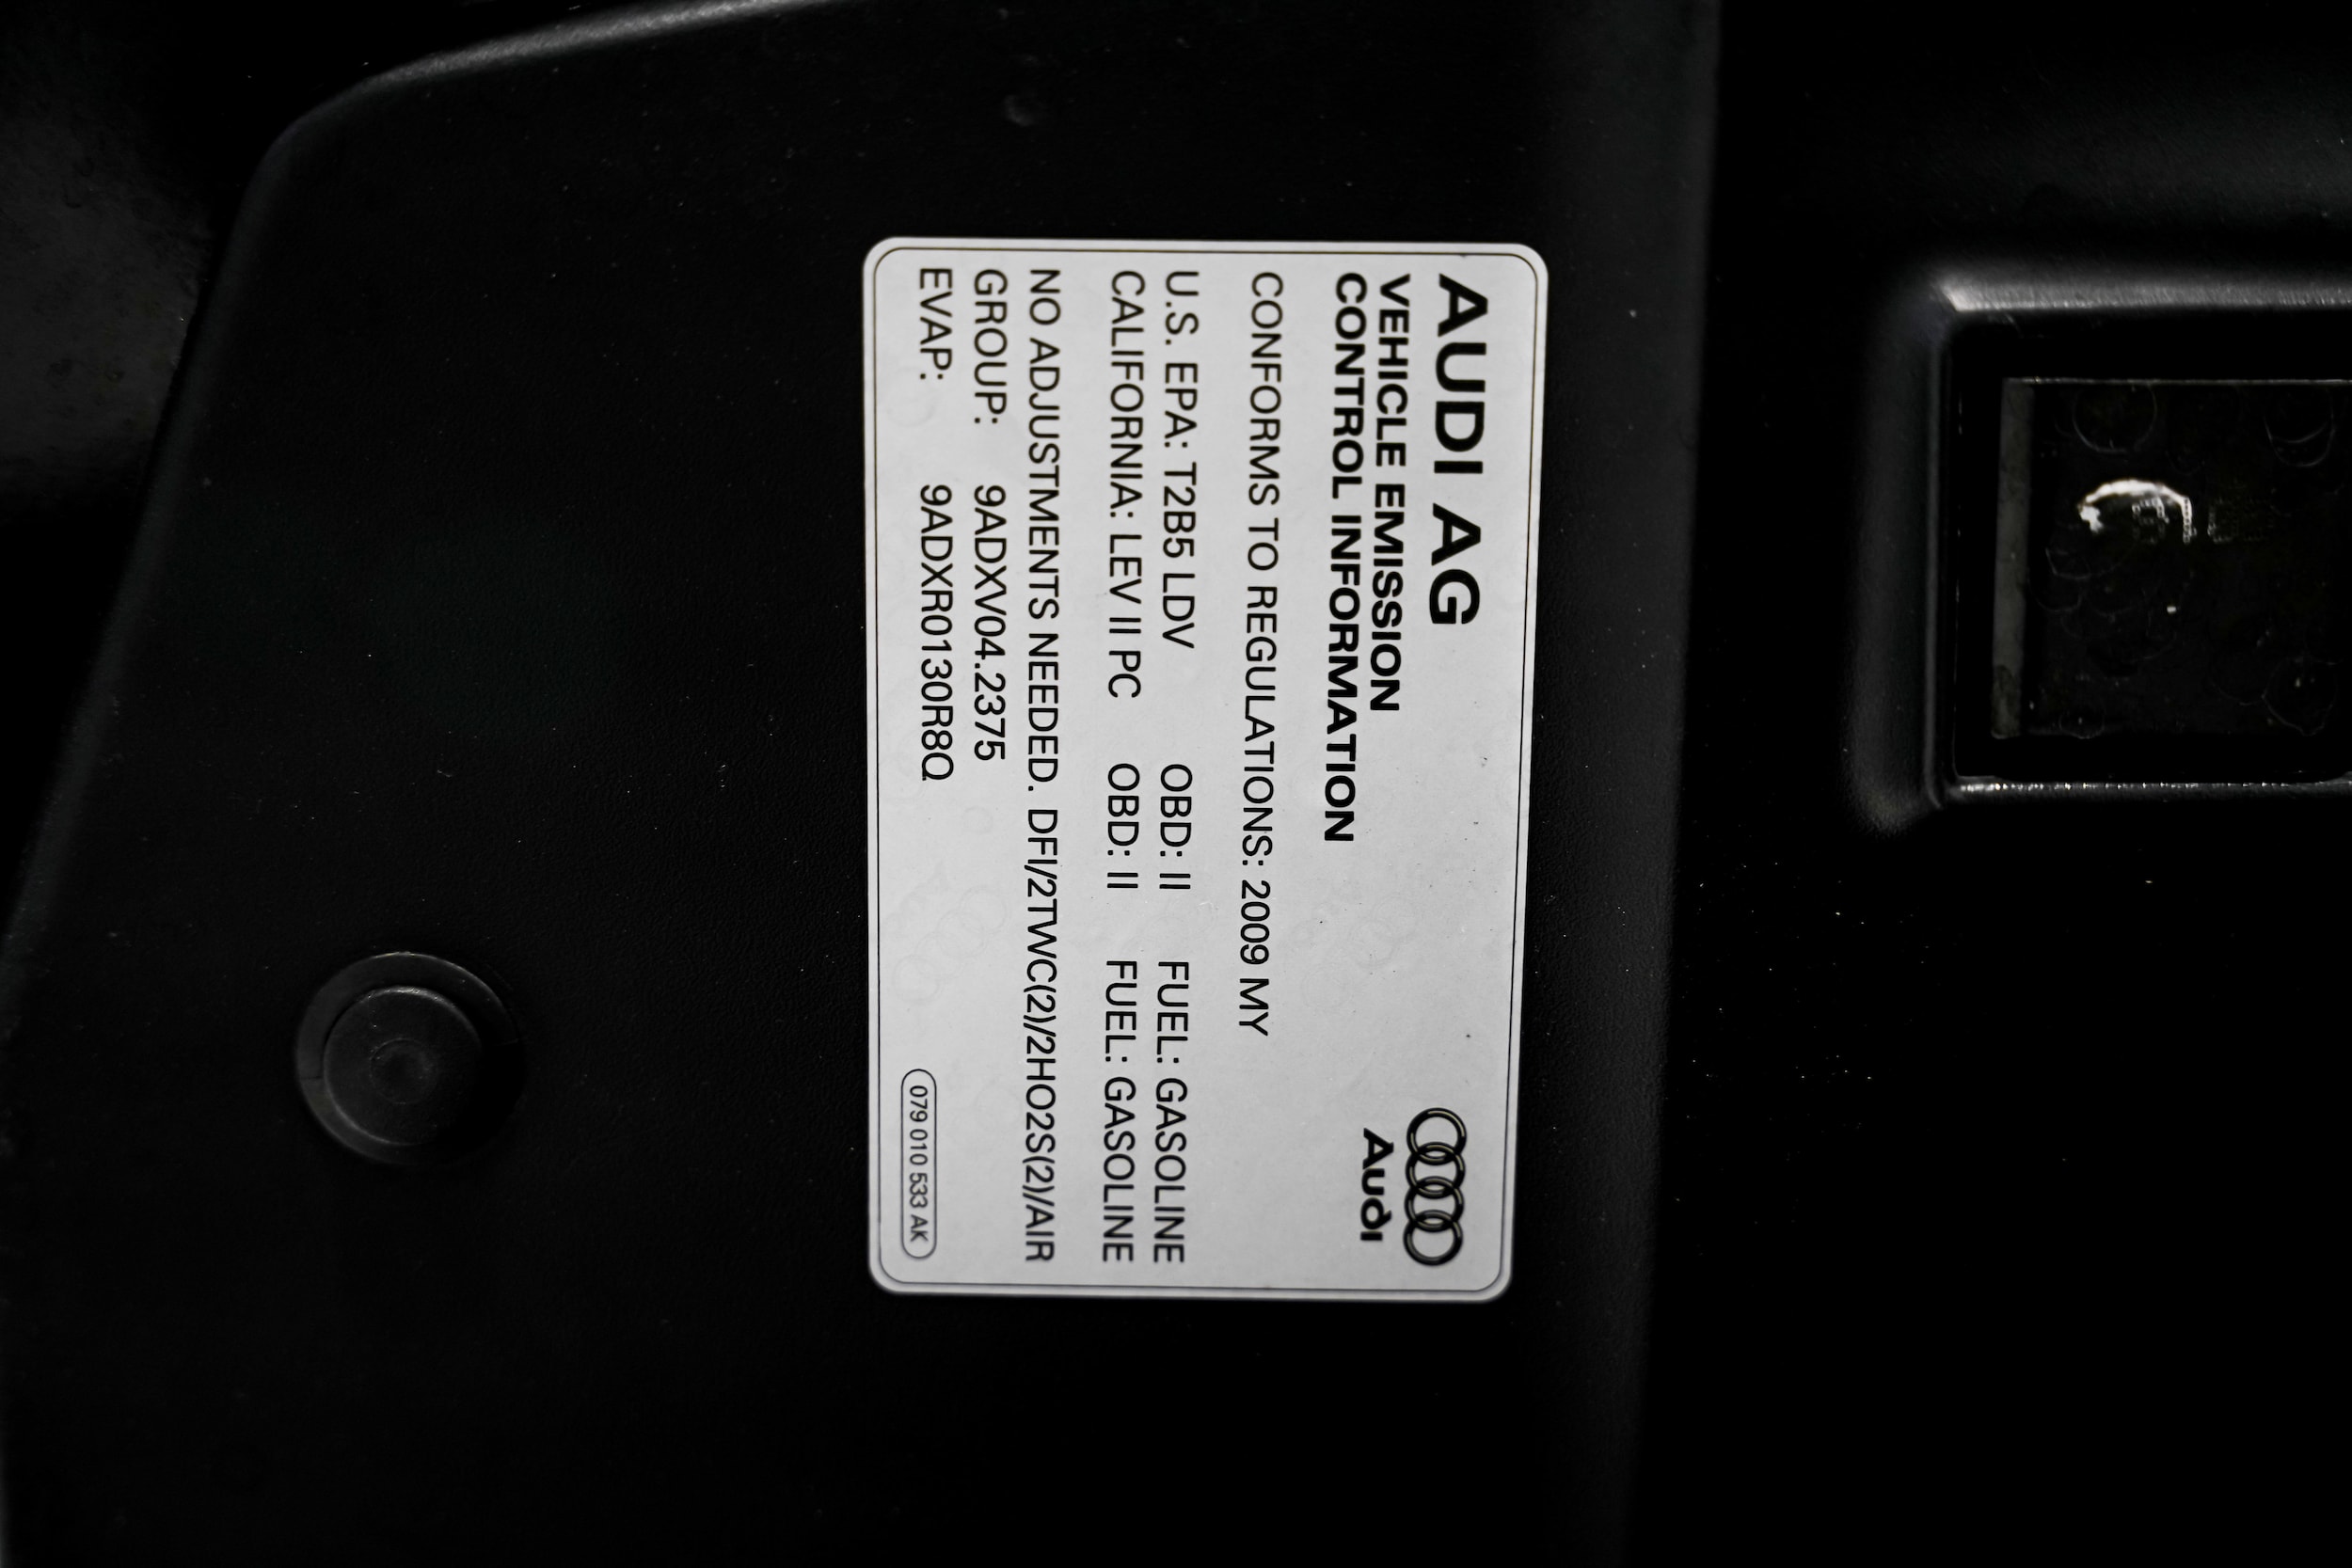 AUDI AG
VEHICLE EMISSION
CONTROL INFORMATION
Audi
CONFORMS TO REGULATIONS: 2009 MY
U.S. EPA: T2B5 LDV OBD: II FUEL: GASOLINE
CALIFORNIA: LEV II PC OBD: II FUEL: GASOLINE
NO ADJUSTMENTS NEEDED. DFI/2TWC(2)/2HO2S(2)/AIR
GROUP: 9ADXV04.2375
EVAP: 9ADXR0130R8Q
079 010 533 AK